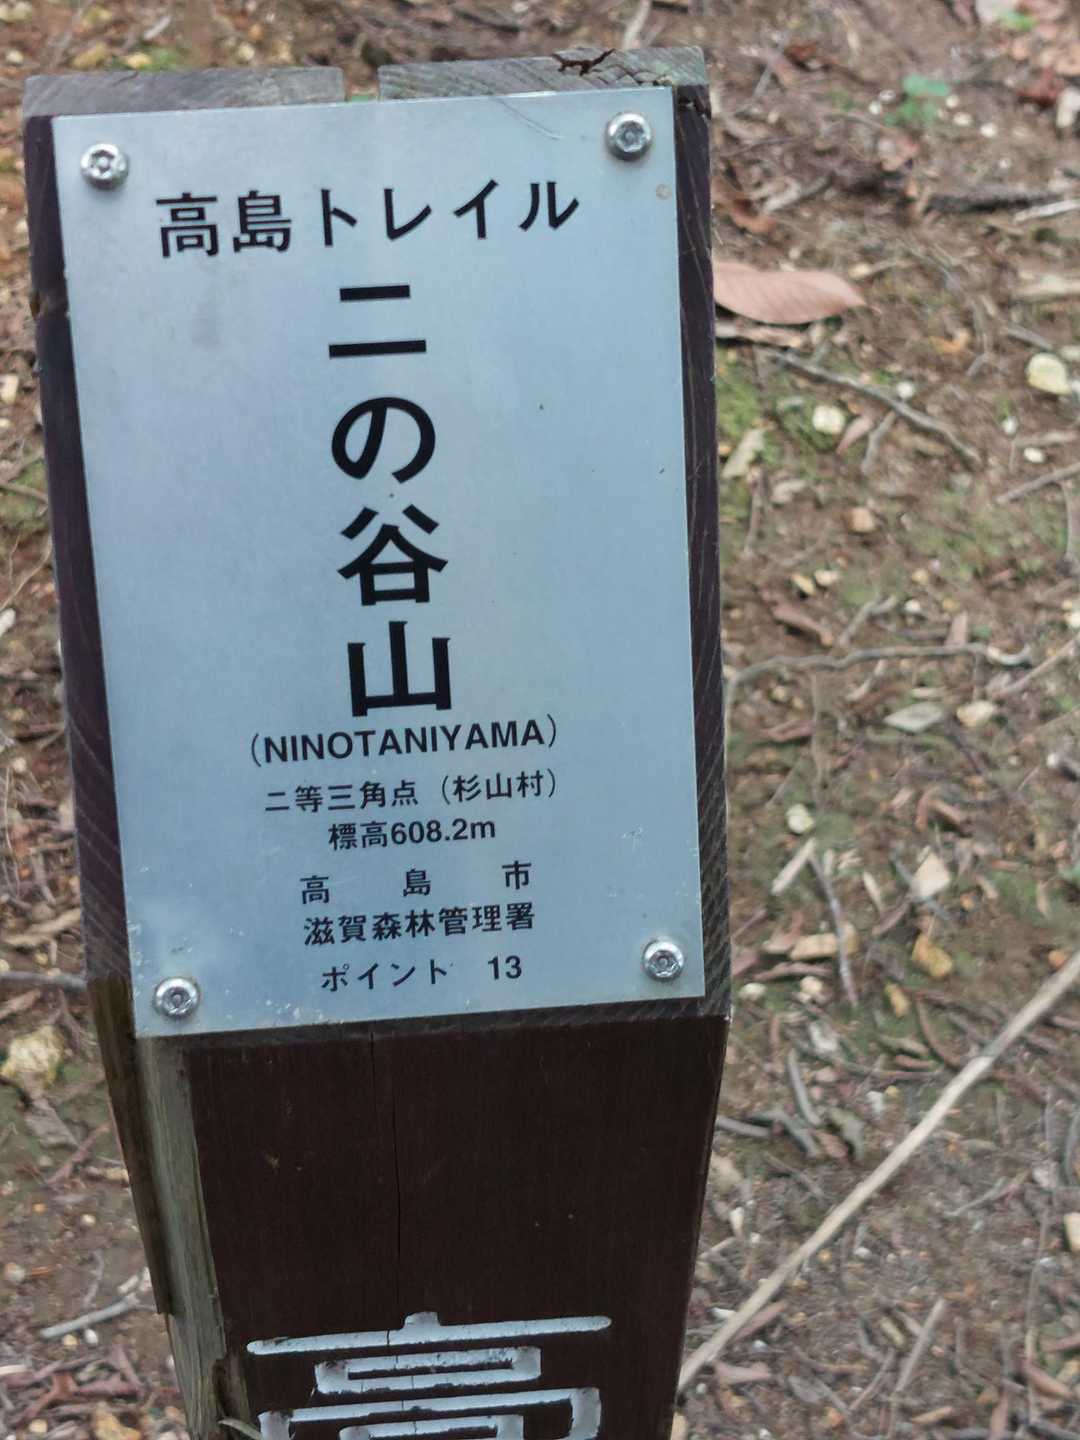 高島トレイル
二の谷山
(NINOTANIYAMA)
二等三角点（杉山村）
標高608.2m
高島市
滋賀森林管理署
ポイント 13
高